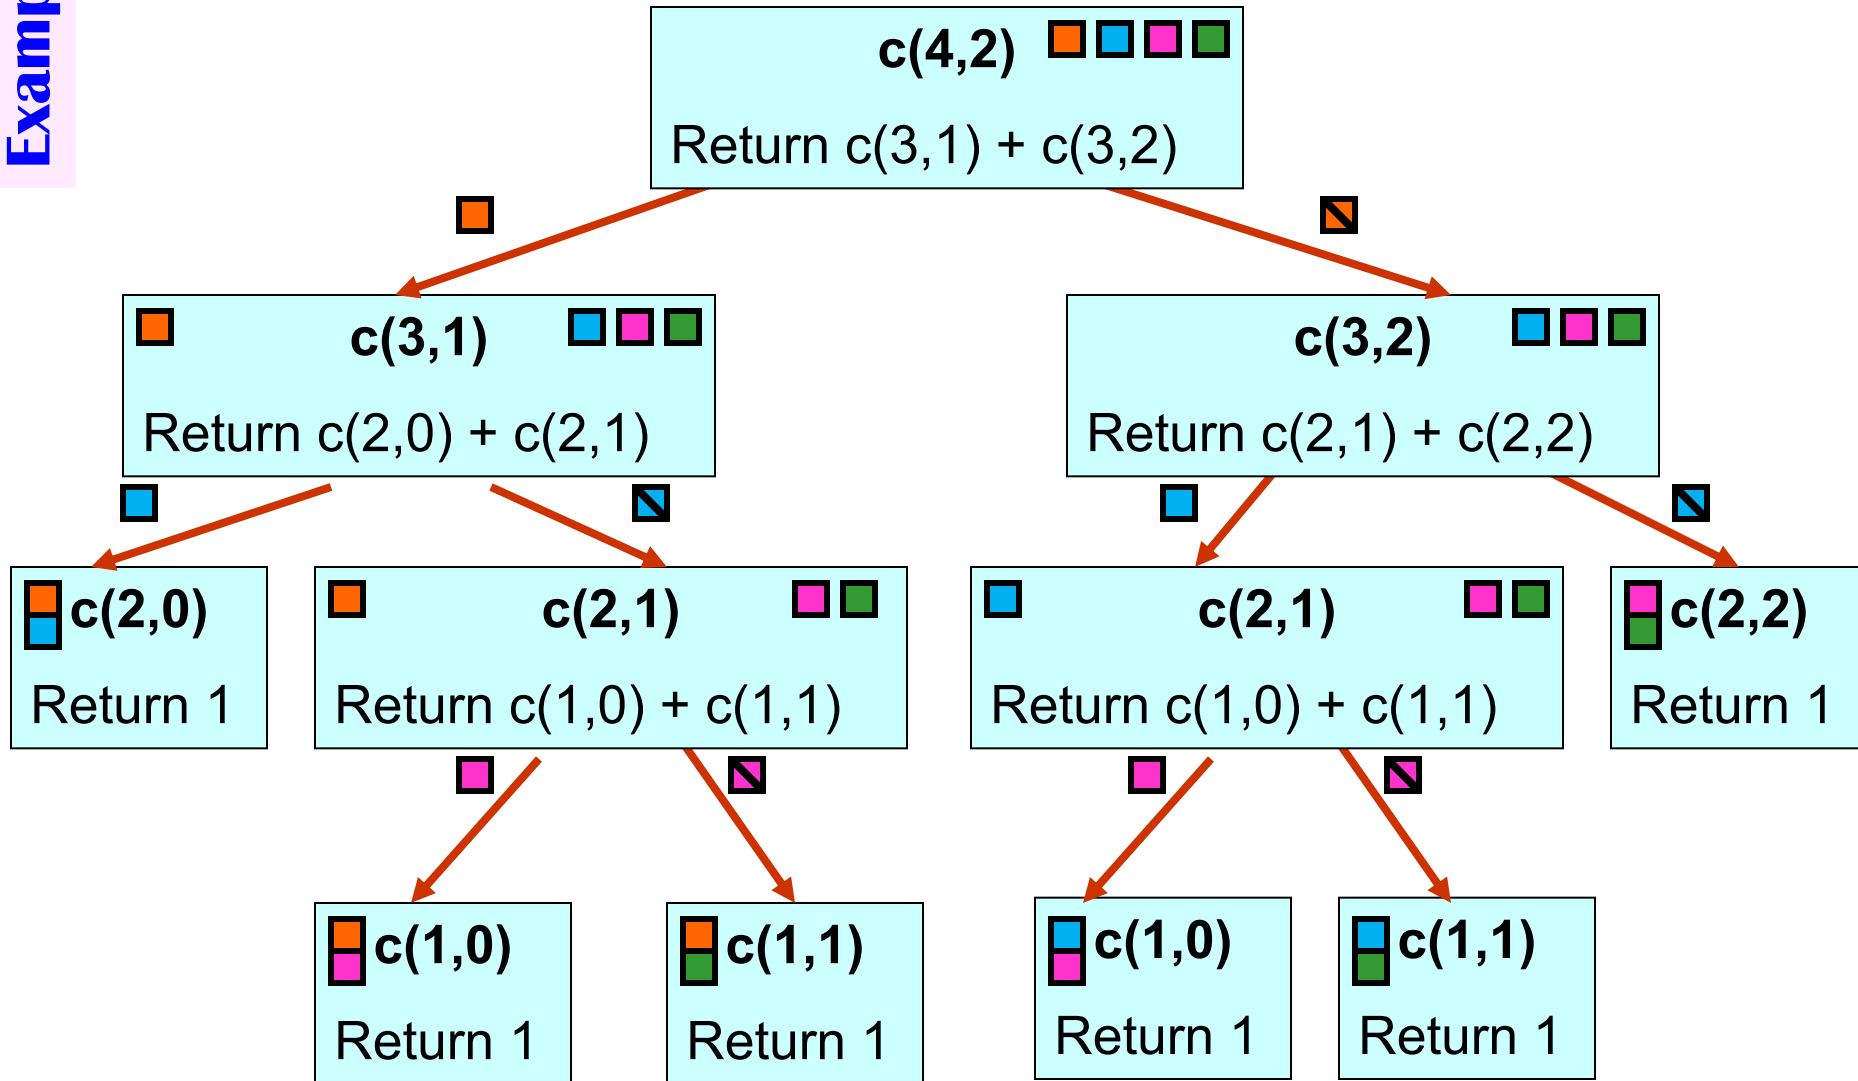 Examp
c(4,2)
Return c(3,1) + c(3,2)
c(3,1)
Return c(2,0) + c(2,1)
c(3,2)
Return c(2,1) + c(2,2)
c(2,0)
Return 1
c(2,1)
Return c(1,0) + c(1,1)
c(2,1)
Return c(1,0) + c(1,1)
c(2,2)
Return 1
c(1,0)
Return 1
c(1,1)
Return 1
c(1,0)
Return 1
c(1,1)
Return 1